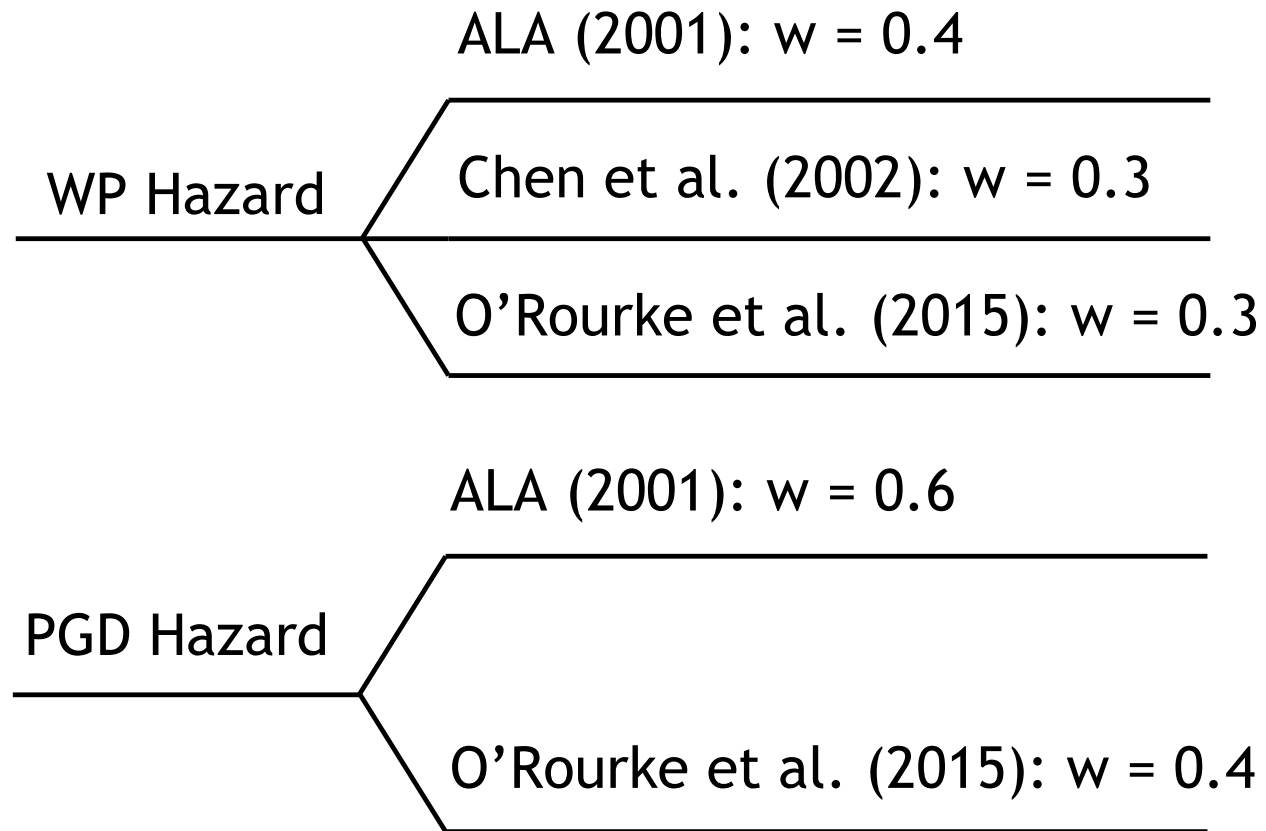 ALA (2001): w = 0.4
WP Hazard
Chen et al. (2002): w = 0.3
O’Rourke et al. (2015): w = 0.3
ALA (2001): w = 0.6
PGD Hazard
O’Rourke et al. (2015): w = 0.4